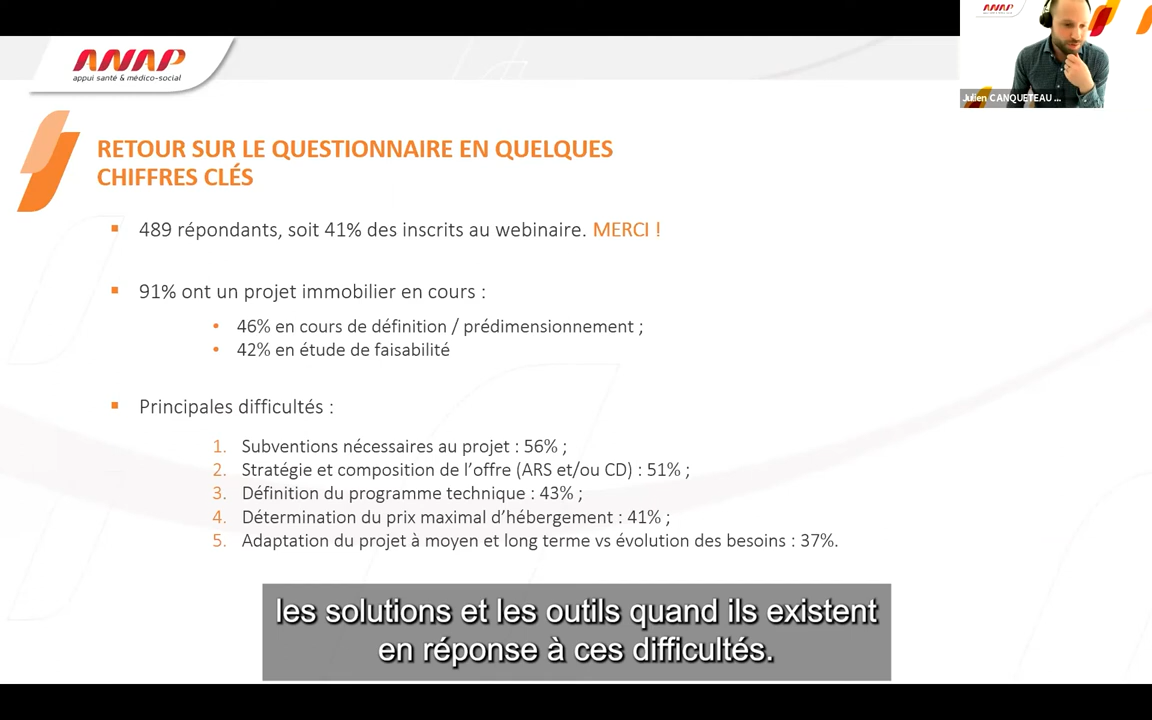 ANAP
appui santé & médico-social
ANAP
Julien CANQUETEAU ...
RETOUR SUR LE QUESTIONNAIRE EN QUELQUES
CHIFFRES CLÉS
▪ 489 répondants, soit 41% des inscrits au webinaire. MERCI !
▪ 91% ont un projet immobilier en cours :
• 46% en cours de définition / prédimensionnement ;
• 42% en étude de faisabilité
▪ Principales difficultés :
1. Subventions nécessaires au projet : 56% ;
2. Stratégie et composition de l’offre (ARS et/ou CD) : 51% ;
3. Définition du programme technique : 43% ;
4. Détermination du prix maximal d’hébergement : 41% ;
5. Adaptation du projet à moyen et long terme vs évolution des besoins : 37%.
les solutions et les outils quand ils existent
en réponse à ces difficultés.